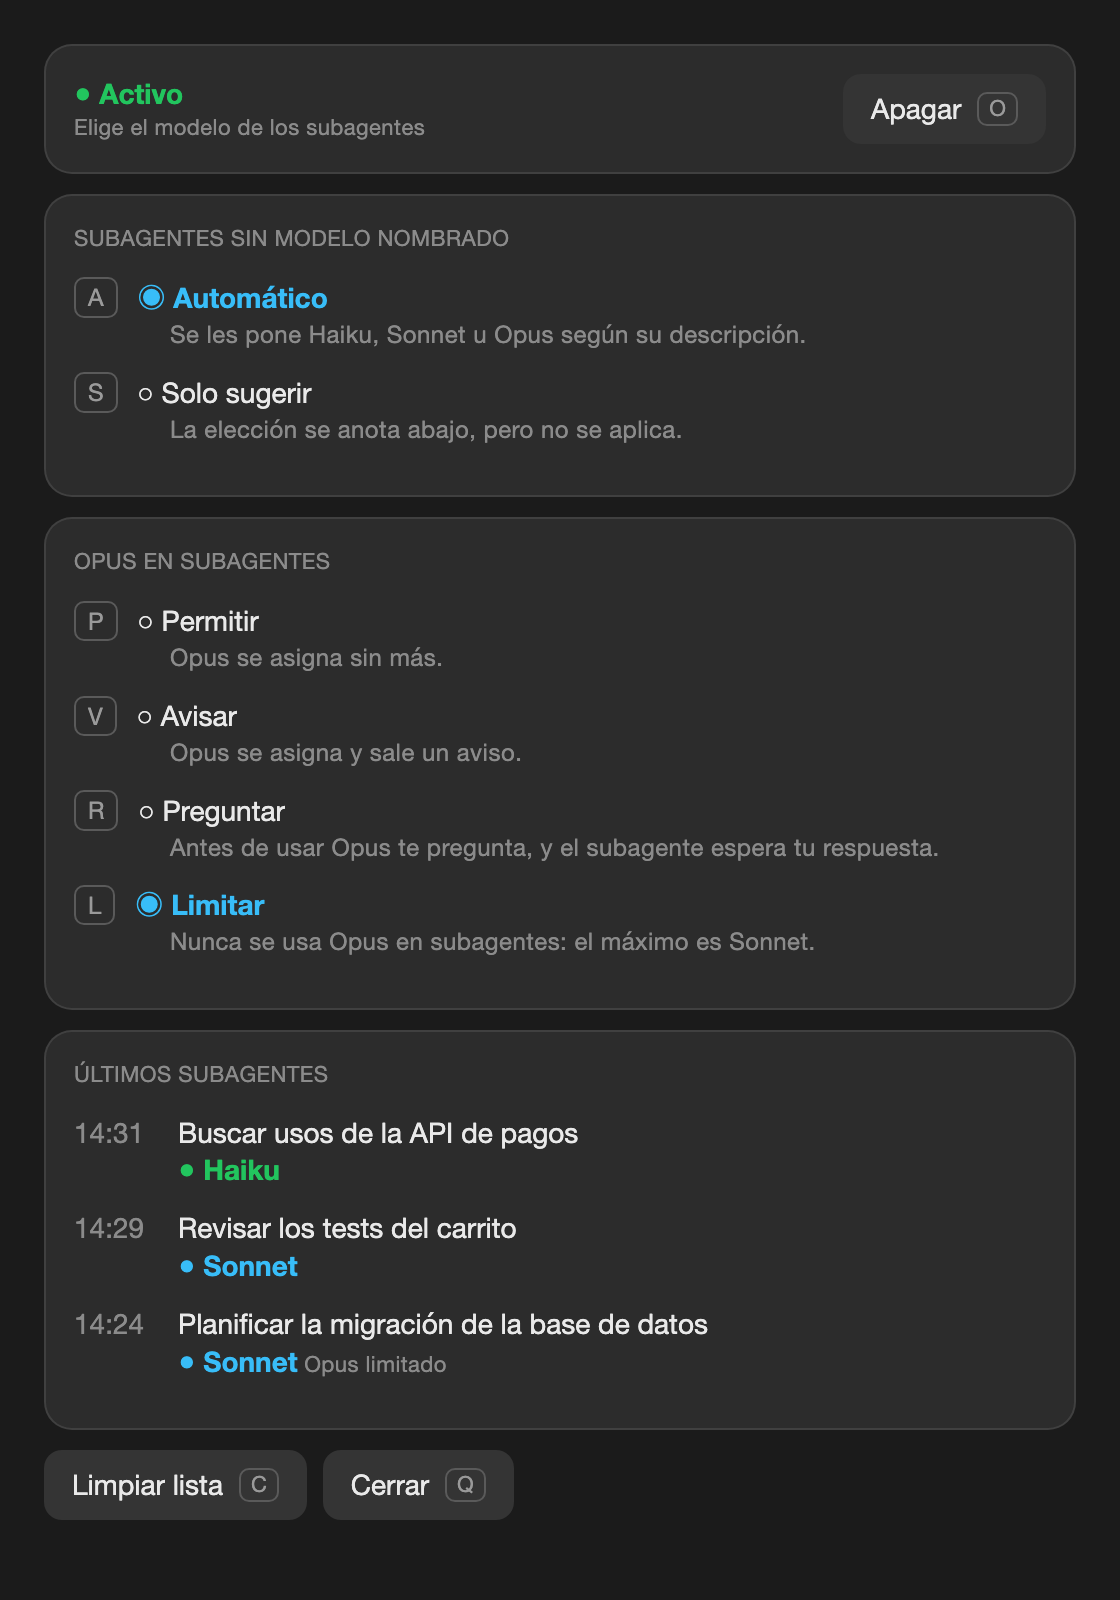 Activo
Elige el modelo de los subagentes
Apagar O
SUBAGENTES SIN MODELO NOMBRADO
A Automático
Se les pone Haiku, Sonnet u Opus según su descripción.
S Solo sugerir
La elección se anota abajo, pero no se aplica.
OPUS EN SUBAGENTES
P Permitir
Opus se asigna sin más.
V Avisar
Opus se asigna y sale un aviso.
R Preguntar
Antes de usar Opus te pregunta, y el subagente espera tu respuesta.
L Limitar
Nunca se usa Opus en subagentes: el máximo es Sonnet.
ÚLTIMOS SUBAGENTES
14:31 Buscar usos de la API de pagos
Haiku
14:29 Revisar los tests del carrito
Sonnet
14:24 Planificar la migración de la base de datos
Sonnet Opus limitado
Limpiar lista C Cerrar Q